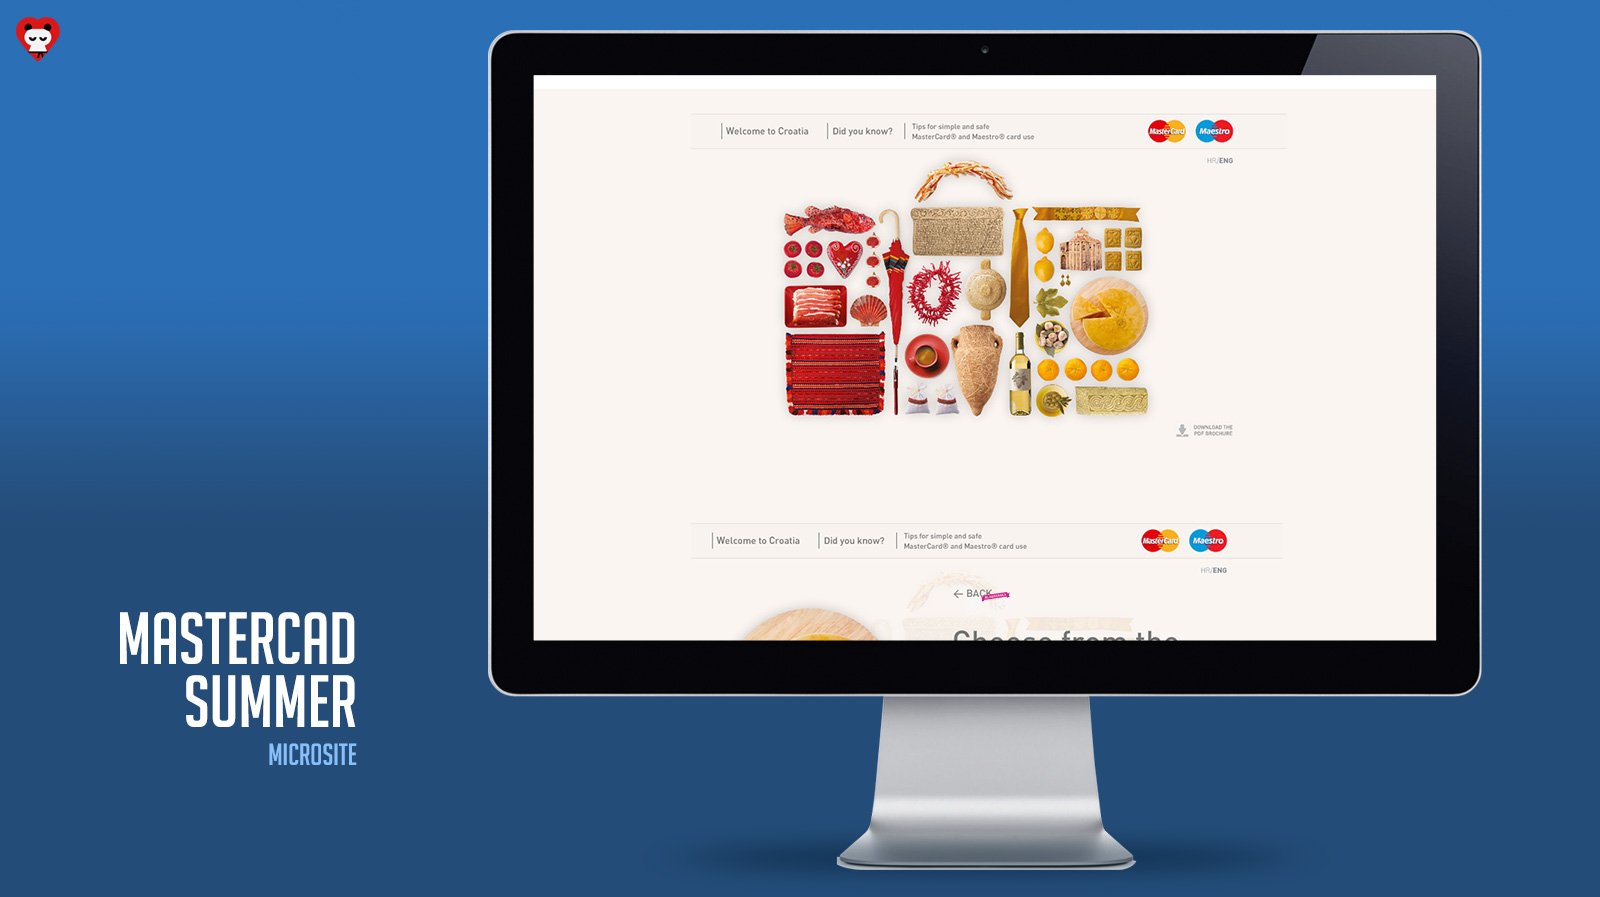 Welcome to Croatia
Did you know?
Tips for simple and safe
MasterCard® and Maestro® card use
MasterCard
Maestro
HR/ENG
DOWNLOAD THE
PDF BROCHURE
Welcome to Croatia
Did you know?
Tips for simple and safe
MasterCard® and Maestro® card use
MasterCard
Maestro
HR/ENG
BACK
Choose from the
MASTERCAD
SUMMER
MICROSITE